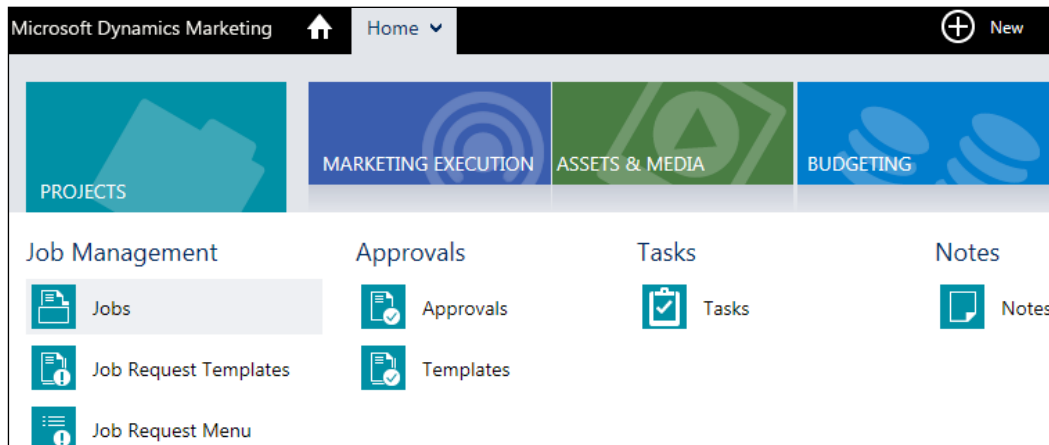 Microsoft Dynamics Marketing Home New
PROJECTS
MARKETING EXECUTION
ASSETS & MEDIA
BUDGETING
Job Management
Jobs
Job Request Templates
Job Request Menu
Approvals
Approvals
Templates
Tasks
Tasks
Notes
Notes